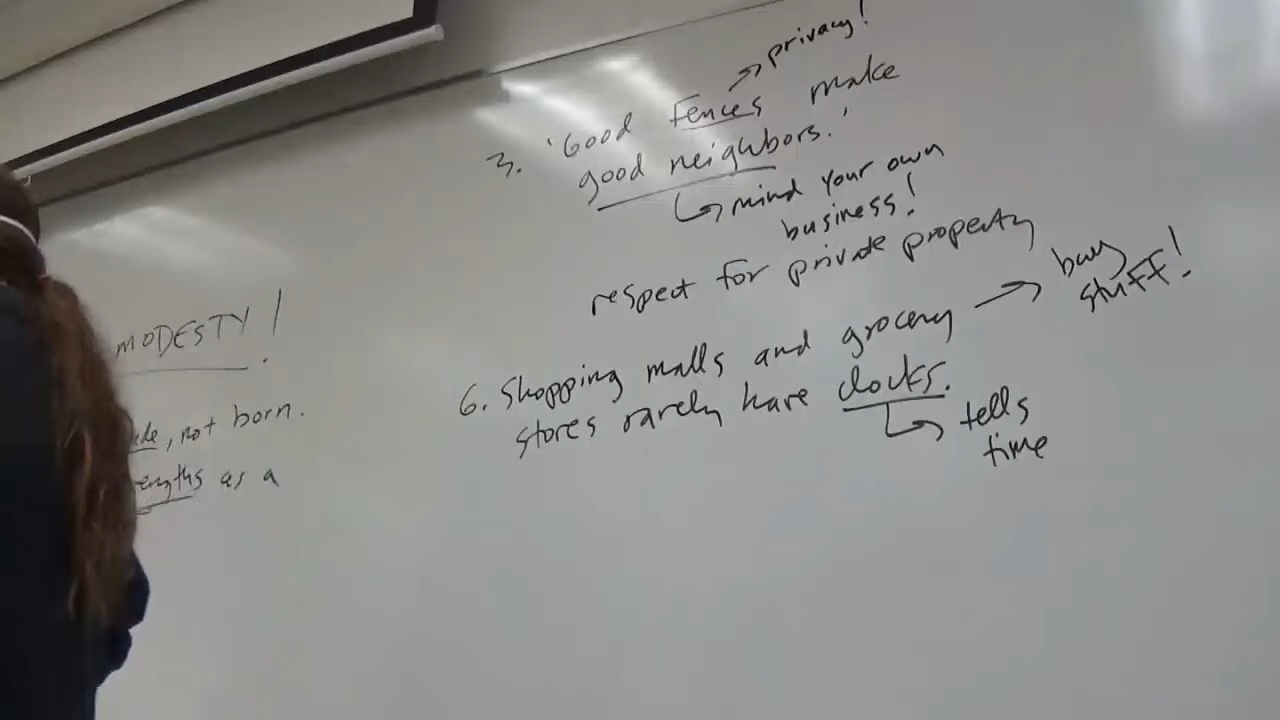 MODESTY!
not born.
as a
→ privacy!
3. 'Good Fences make
good neighbors.'
↳ mind your own
business!
respect for private property
6. Shopping malls and grocery → buy
stuff!
stores rarely have clocks.
↳ tells
time